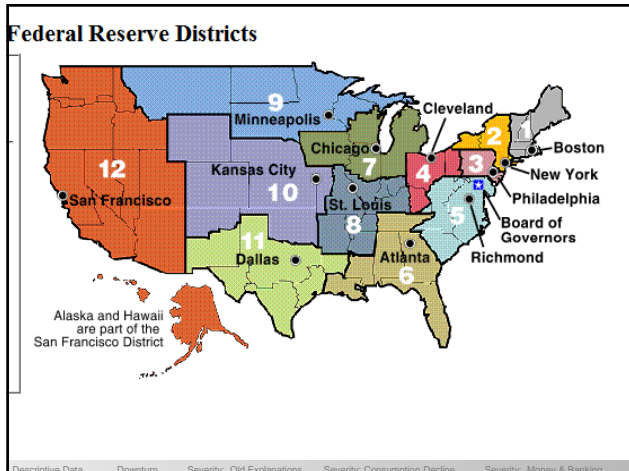 Federal Reserve Districts
9
Minneapolis
Cleveland
2
1
Boston
Chicago
7
4
3
New York
12
Kansas City
10
Philadelphia
San Francisco
St. Louis
8
5
Board of
Governors
11
Dallas
Atlanta
6
Richmond
Alaska and Hawaii
are part of the
San Francisco District
Descriptive Data Downturn Severity: Old Explanations Severity: Consumption Decline Severity: Money & Banking